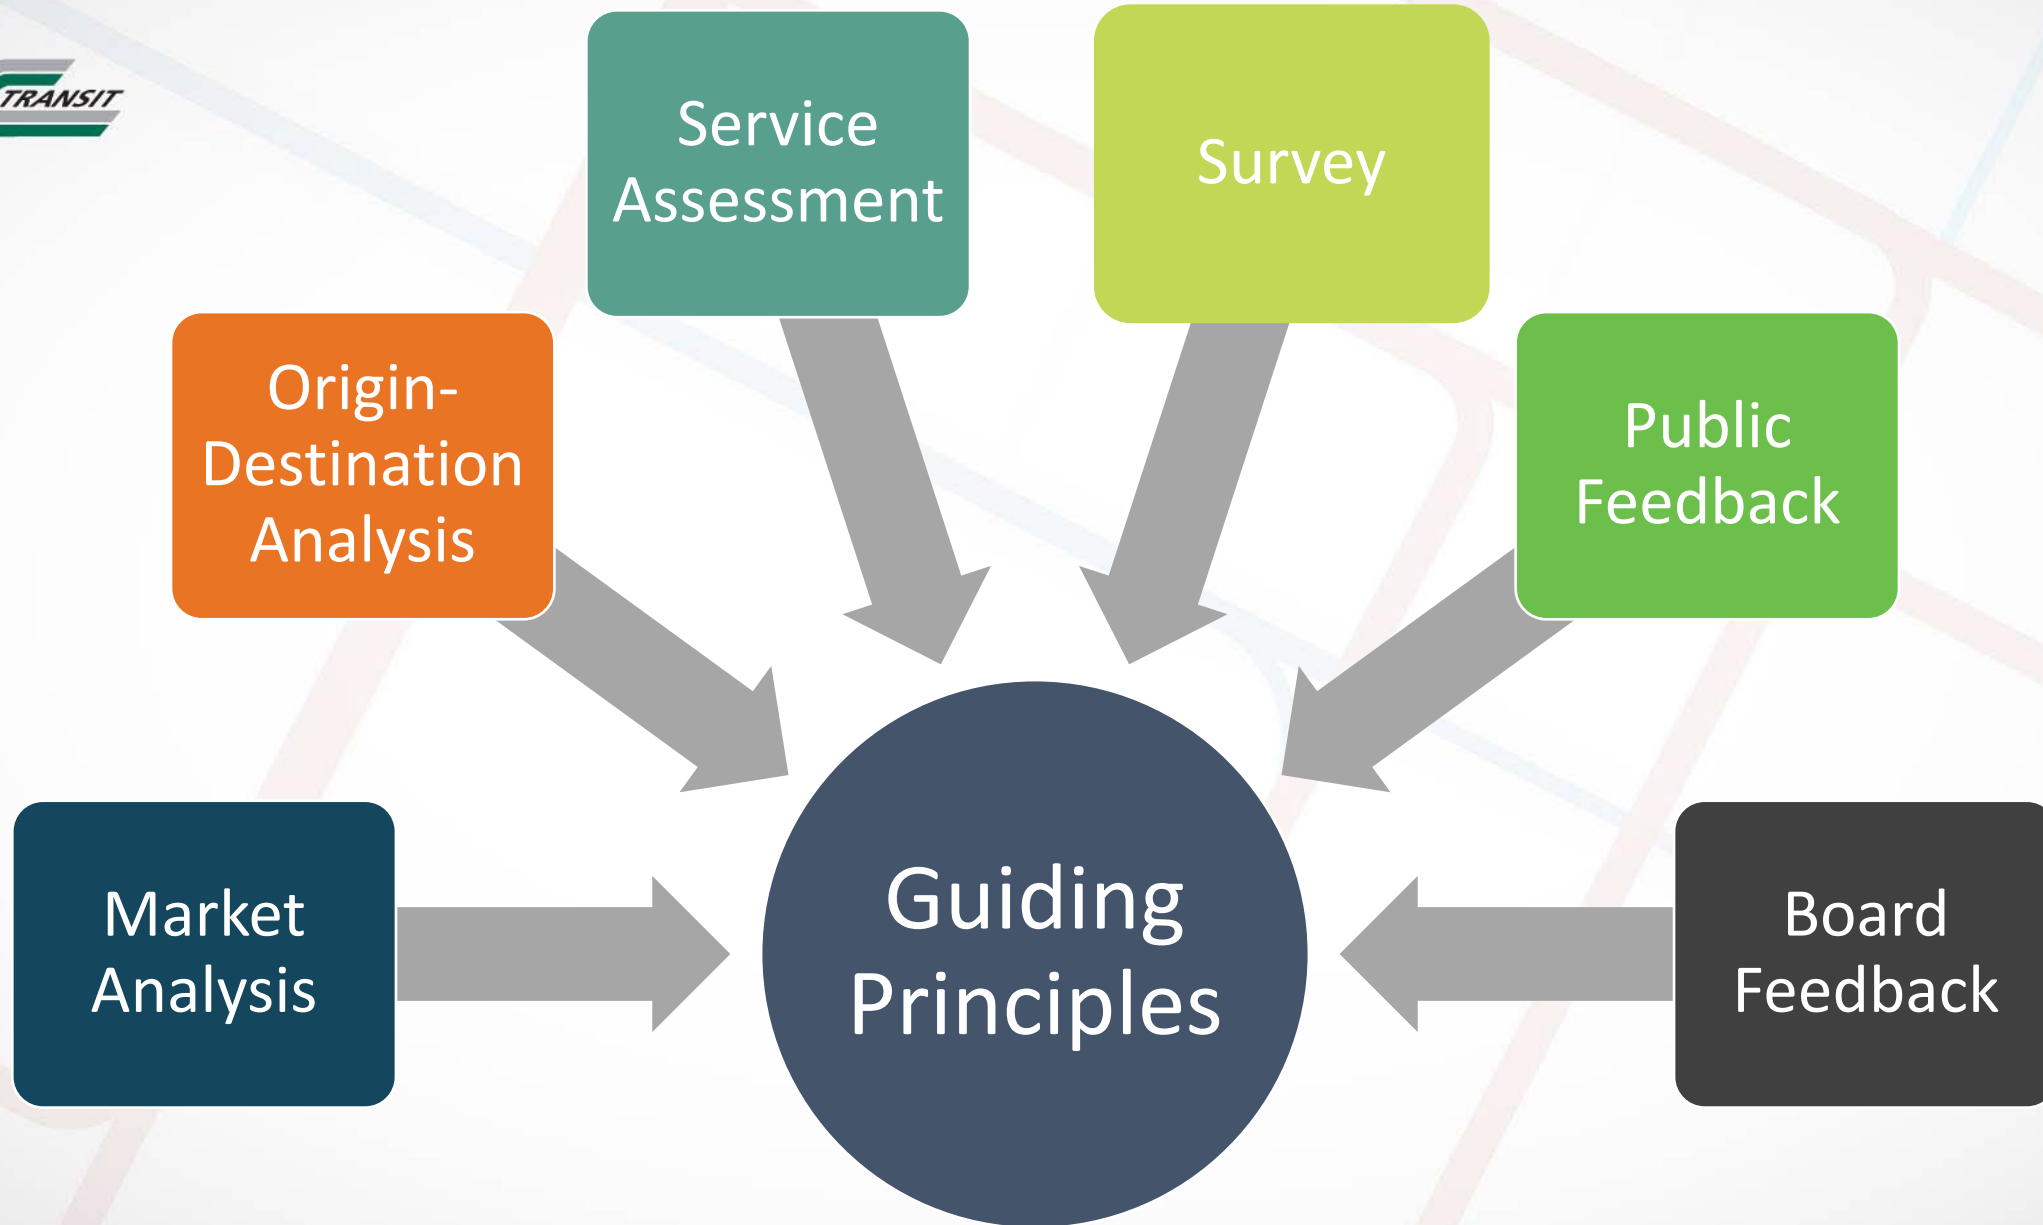 TRANSIT
Service
Assessment
Survey
Origin-
Destination
Analysis
Public
Feedback
Market
Analysis
Guiding
Principles
Board
Feedback